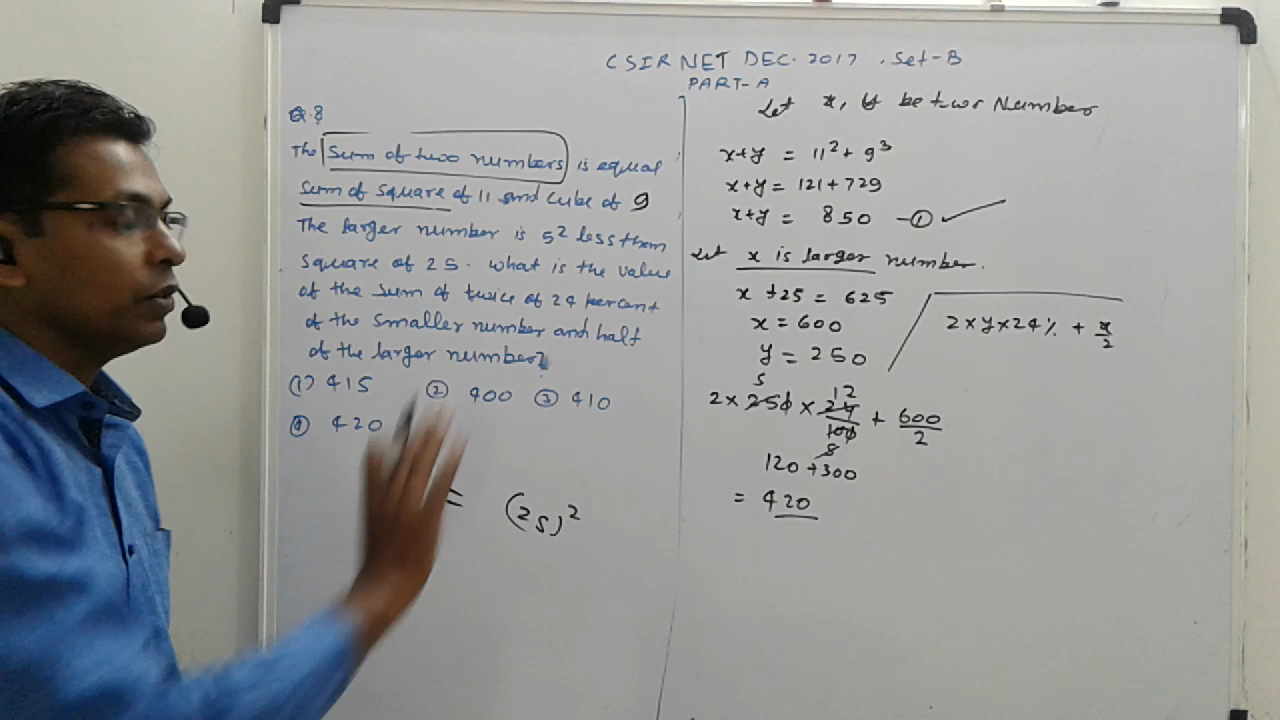 CSIR NET DEC. 2017 . Set-B
PART-A
Q.8
The Sum of two numbers is equal
Sum of square of 11 and cube of 9
The larger number is 5² less than
square of 25. What is the value
of the sum of twice of 24 percent
of the smaller number and half
of the larger number?
(1) 415 (2) 400 (3) 410
(4) 420
= (25)²
Let x, y be two Number
x+y = 11² + 9³
x+y = 121 + 729
x+y = 850 -①
Let x is larger number.
x +25 = 625
x = 600
y = 250
2×y×24% + x/2
5 12
2 × 250 × 24/100 + 600/2
120 + 300
= 420